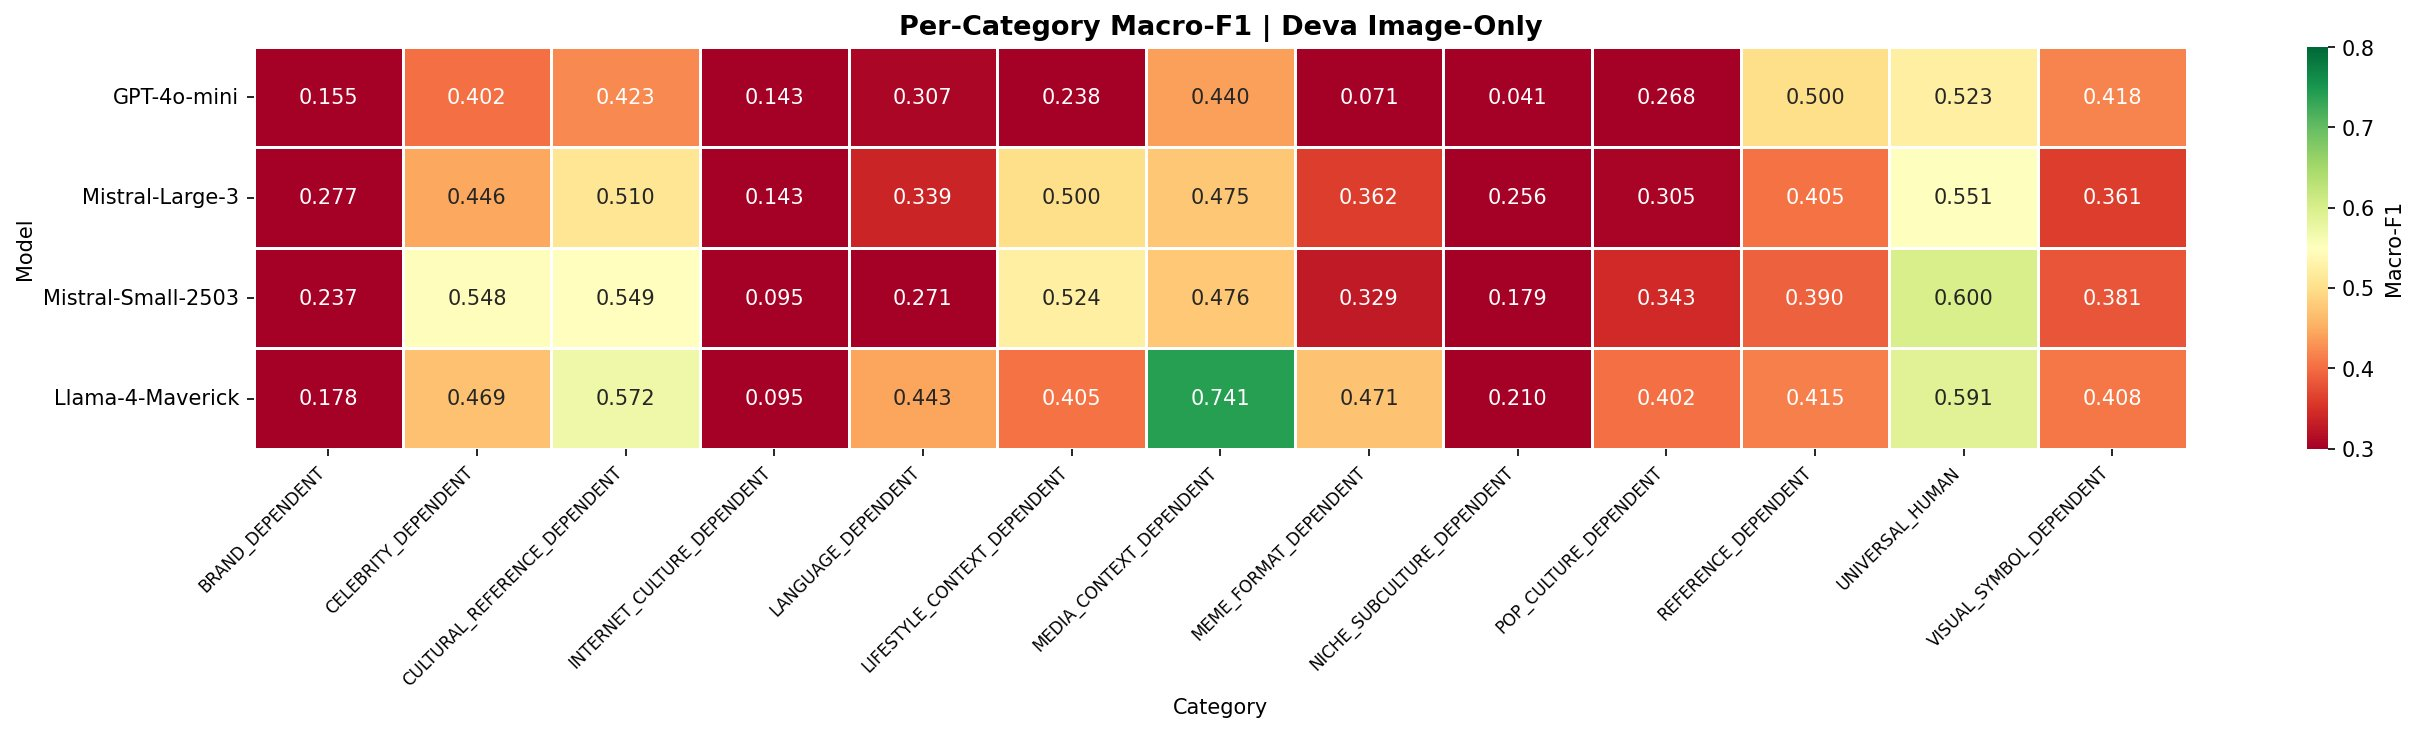 Per-Category Macro-F1 | Deva Image-Only
Model
GPT-4o-mini 0.155 0.402 0.423 0.143 0.307 0.238 0.440 0.071 0.041 0.268 0.500 0.523 0.418
Mistral-Large-3 0.277 0.446 0.510 0.143 0.339 0.500 0.475 0.362 0.256 0.305 0.405 0.551 0.361
Mistral-Small-2503 0.237 0.548 0.549 0.095 0.271 0.524 0.476 0.329 0.179 0.343 0.390 0.600 0.381
Llama-4-Maverick 0.178 0.469 0.572 0.095 0.443 0.405 0.741 0.471 0.210 0.402 0.415 0.591 0.408
BRAND_DEPENDENT
CELEBRITY_DEPENDENT
CULTURAL_REFERENCE_DEPENDENT
INTERNET_CULTURE_DEPENDENT
LANGUAGE_DEPENDENT
LIFESTYLE_CONTEXT_DEPENDENT
MEDIA_CONTEXT_DEPENDENT
MEME_FORMAT_DEPENDENT
NICHE_SUBCULTURE_DEPENDENT
POP_CULTURE_DEPENDENT
REFERENCE_DEPENDENT
UNIVERSAL_HUMAN
VISUAL_SYMBOL_DEPENDENT
Category
0.8
0.7
0.6
0.5
0.4
0.3
Macro-F1